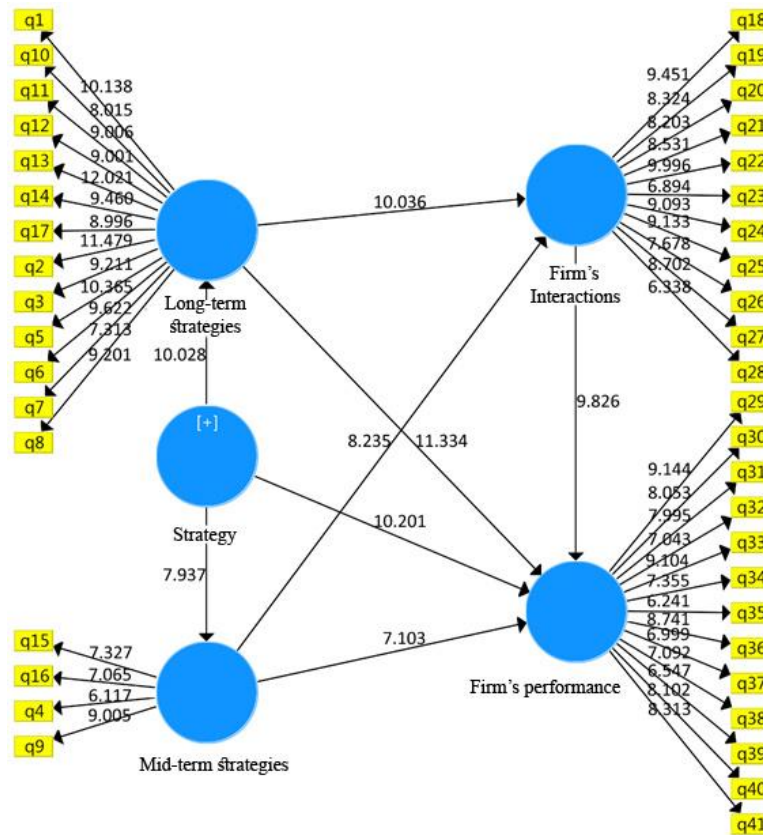 q1
q10
q11
q12
q13
q14
q17
q2
q3
q5
q6
q7
q8
10.138
8.015
9.006
9.001
12.021
9.460
8.996
11.479
9.211
10.365
9.622
7.313
9.201
Long-term
strategies
10.028
[+]
Strategy
7.937
q15
q16
q4
q9
7.327
7.065
6.117
9.005
Mid-term strategies
10.036
8.235
11.334
10.201
7.103
9.826
Firm's
Interactions
9.451
8.324
8.203
8.531
9.996
6.894
9.093
9.133
7.678
8.702
6.338
q18
q19
q20
q21
q22
q23
q24
q25
q26
q27
q28
Firm's performance
9.144
8.053
7.995
7.043
9.104
7.355
6.241
8.741
6.999
7.092
6.547
8.102
8.313
q29
q30
q31
q32
q33
q34
q35
q36
q37
q38
q39
q40
q41